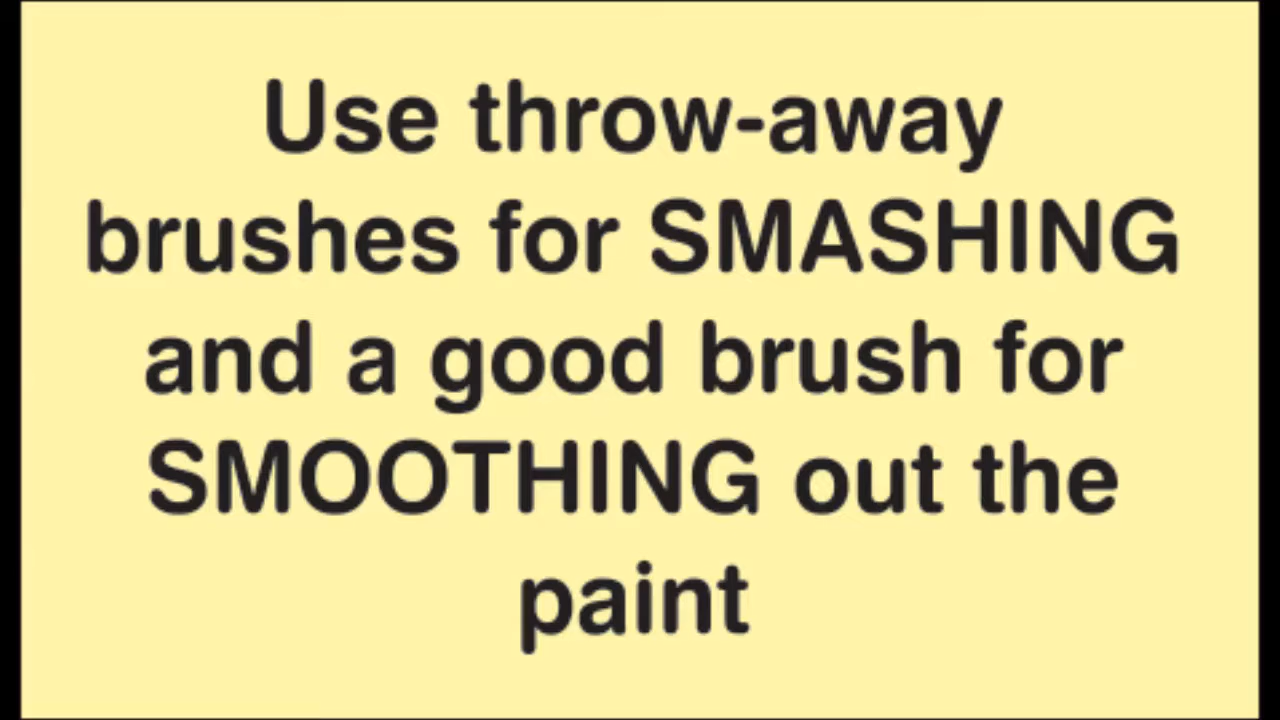 Use throw-away
brushes for SMASHING
and a good brush for
SMOOTHING out the
paint